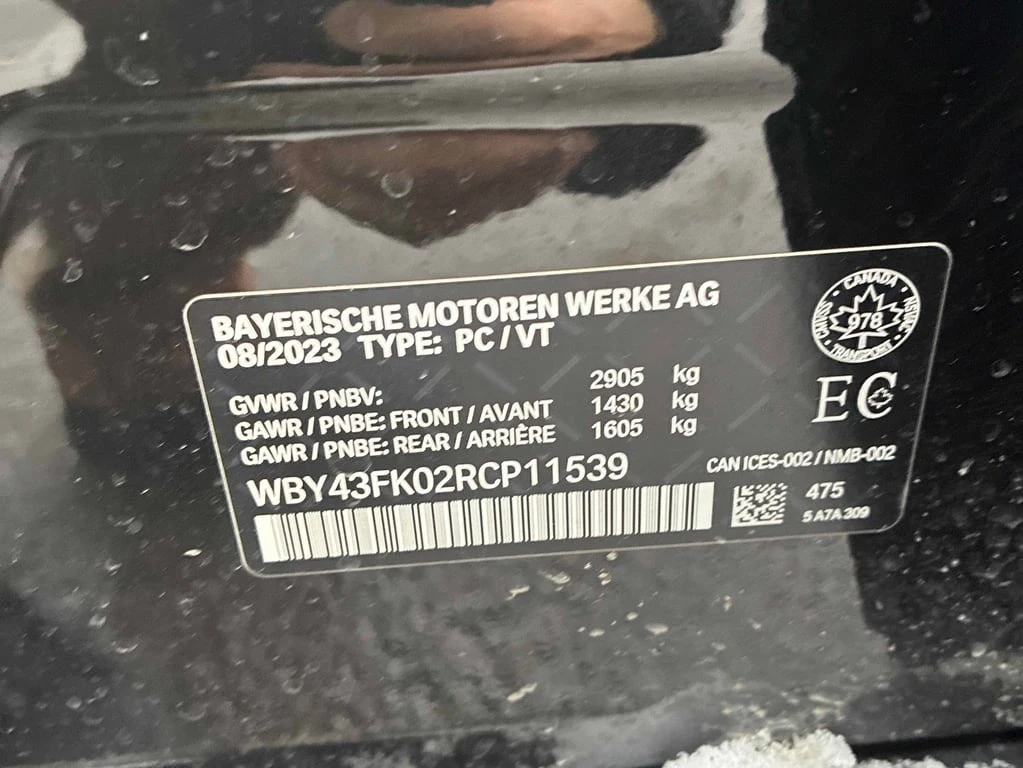 BAYERISCHE MOTOREN WERKE AG
08/2023 TYPE: PC / VT
GVWR / PNBV: 2905 kg
GAWR / PNBE: FRONT / AVANT 1430 kg
GAWR / PNBE: REAR / ARRIÈRE 1605 kg
WBY43FK02RCP11539
CANADA
978
TRANSPORT
EC
CAN ICES-002 / NMB-002
475
5 A7A 309